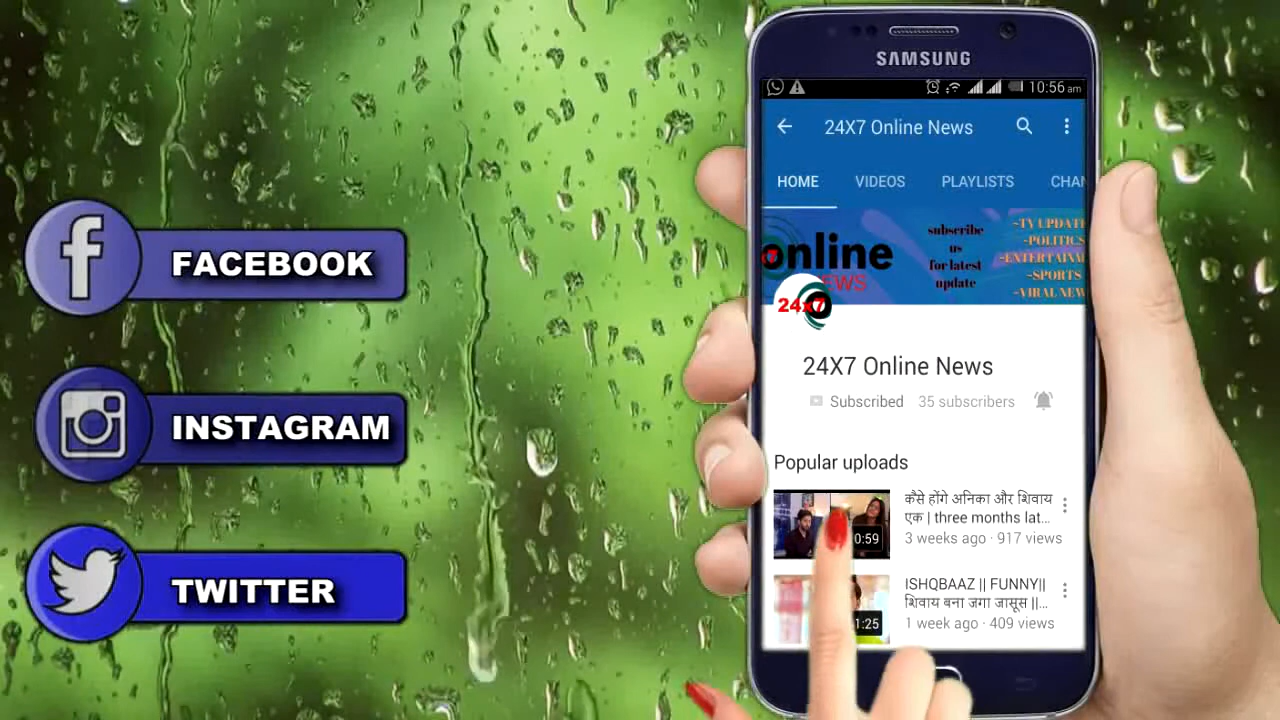 FACEBOOK
INSTAGRAM
TWITTER
SAMSUNG
10:56 am
24X7 Online News
HOME VIDEOS PLAYLISTS CHAN
online
NEWS
24x7
subscribe
us
for latest
update
-TV UPDATE
-POLITICS
-ENTERTAINM
-SPORTS
-VIRAL NEW
24X7 Online News
Subscribed 35 subscribers
Popular uploads
कैसे होंगे अनिका और शिवाय
एक | three months lat...
3 weeks ago · 917 views
0:59
ISHQBAAZ || FUNNY||
शिवाय बना जगा जासूस ||...
1 week ago · 409 views
1:25